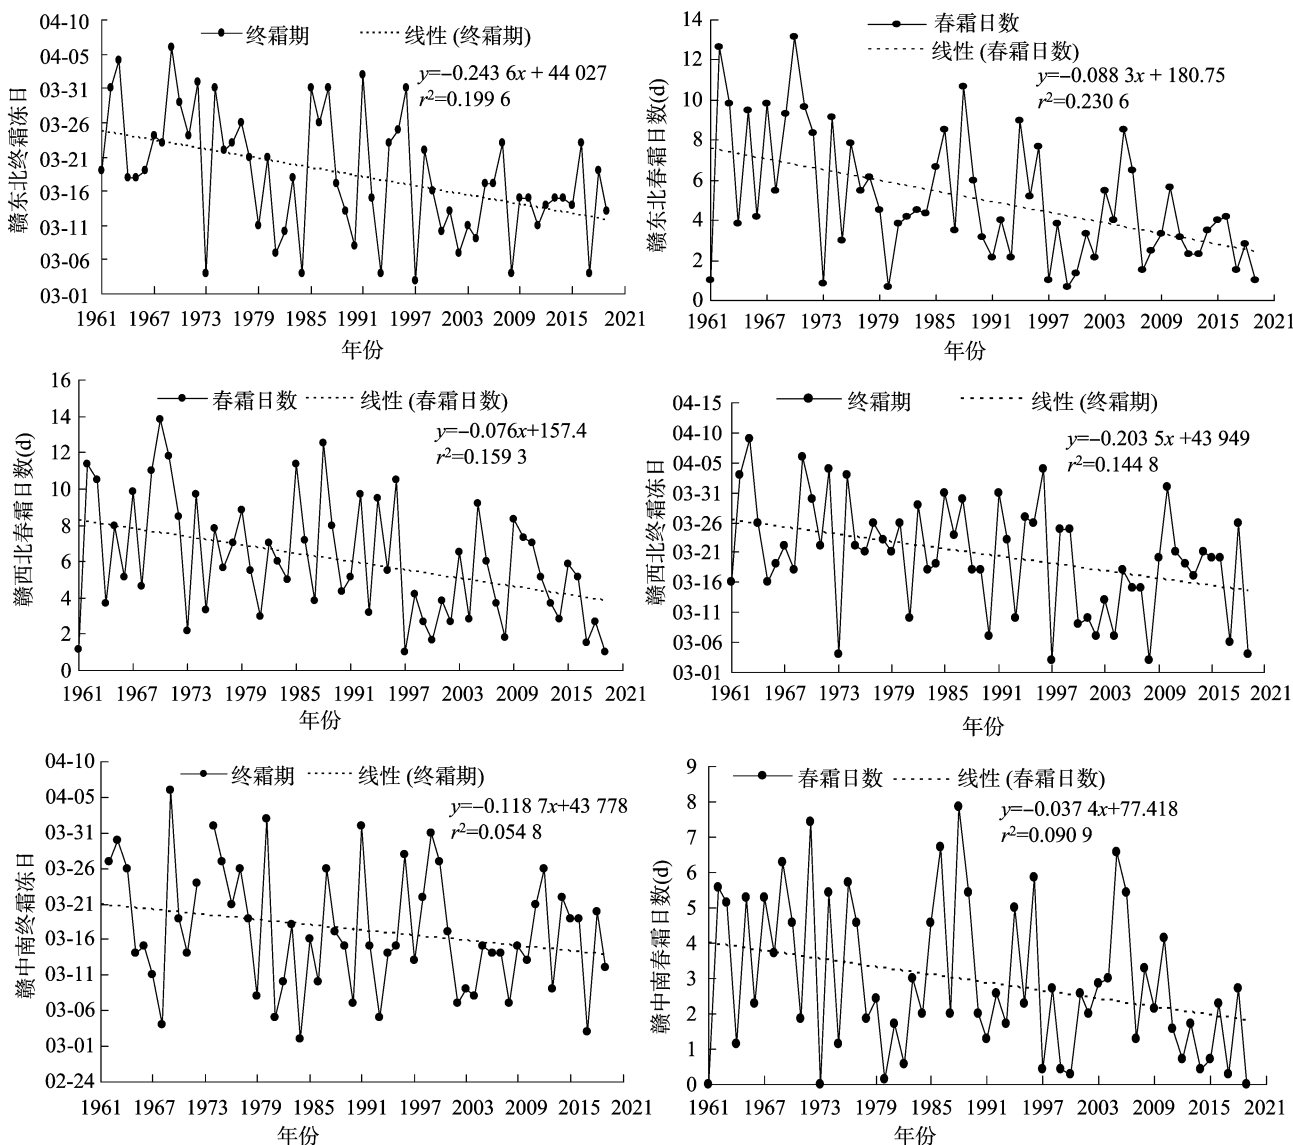 终霜期 线性 (终霜期)
y=−0.243 6x + 44 027
r²=0.199 6
赣东北终霜冻日
04-10
04-05
03-31
03-26
03-21
03-16
03-11
03-06
03-01
1961 1967 1973 1979 1985 1991 1997 2003 2009 2015 2021
年份
春霜日数
线性 (春霜日数)
y=−0.088 3x + 180.75
r²=0.230 6
赣东北春霜日数(d)
14
12
10
8
6
4
2
0
1961 1967 1973 1979 1985 1991 1997 2003 2009 2015 2021
年份
春霜日数 线性 (春霜日数)
y=−0.076x+157.4
r²=0.159 3
赣西北春霜日数(d)
16
14
12
10
8
6
4
2
0
1961 1967 1973 1979 1985 1991 1997 2003 2009 2015 2021
年份
终霜期 线性 (终霜期)
y=−0.203 5x +43 949
r²=0.144 8
赣西北终霜冻日
04-15
04-10
04-05
03-31
03-26
03-21
03-16
03-11
03-06
03-01
1961 1967 1973 1979 1985 1991 1997 2003 2009 2015 2021
年份
终霜期 线性 (终霜期)
y=−0.118 7x+43 778
r²=0.054 8
赣中南终霜冻日
04-10
04-05
03-31
03-26
03-21
03-16
03-11
03-06
03-01
02-24
1961 1967 1973 1979 1985 1991 1997 2003 2009 2015 2021
年份
春霜日数 线性 (春霜日数)
y=−0.037 4x+77.418
r²=0.090 9
赣中南春霜日数(d)
9
8
7
6
5
4
3
2
1
0
1961 1967 1973 1979 1985 1991 1997 2003 2009 2015 2021
年份